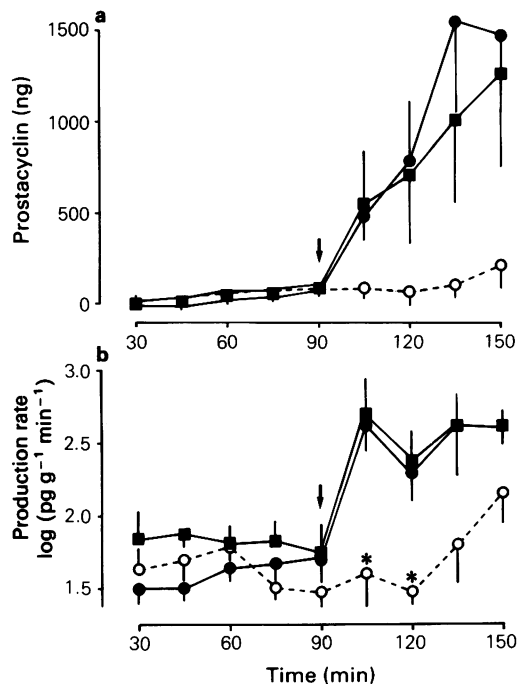 a
Prostacyclin (ng)
1500
1000
500
0
30 60 90 120 150
b
Production rate
log (pg g⁻¹ min⁻¹)
3.0
2.5
2.0
1.5
* *
30 60 90 120 150
Time (min)